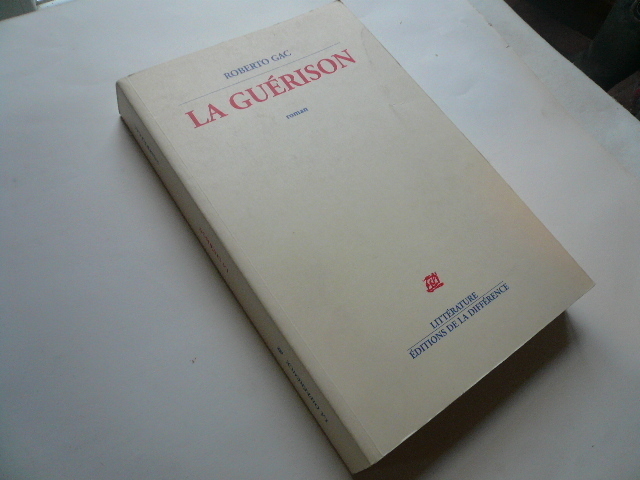 ROBERTO GAC
LA GUÉRISON
roman
LITTÉRATURE
ÉDITIONS DE LA DIFFÉRENCE